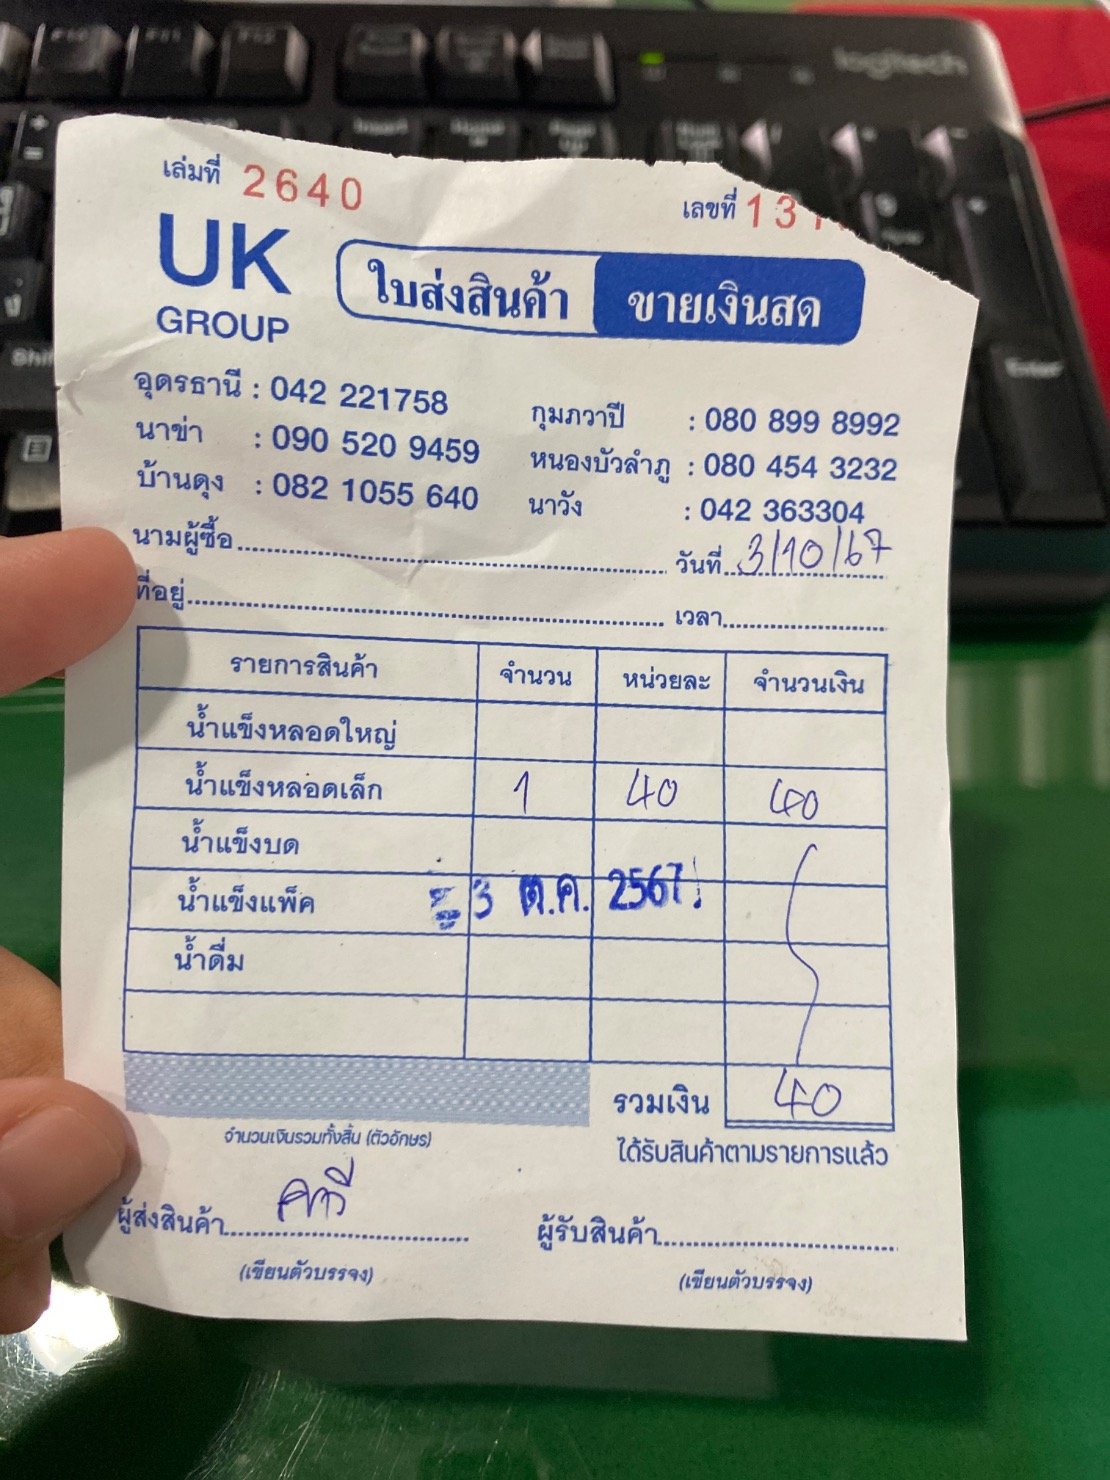 เล่มที่ 2640 เลขที่ 13
UK
GROUP
ใบส่งสินค้า ขายเงินสด
อุดรธานี : 042 221758 กุมภวาปี : 080 899 8992
นาข่า : 090 520 9459 หนองบัวลำภู : 080 454 3232
บ้านดุง : 082 1055 640 นาวัง : 042 363304
นามผู้ซื้อ วันที่ 3/10/67
ที่อยู่ เวลา
รายการสินค้า จำนวน หน่วยละ จำนวนเงิน
น้ำแข็งหลอดใหญ่
น้ำแข็งหลอดเล็ก 1 40 40
น้ำแข็งบด
น้ำแข็งแพ็ค 3 ต.ค. 2567
น้ำดื่ม
รวมเงิน 40
จำนวนเงินรวมทั้งสิ้น (ตัวอักษร) ได้รับสินค้าตามรายการแล้ว
ผู้ส่งสินค้า ผู้รับสินค้า
(เขียนตัวบรรจง) (เขียนตัวบรรจง)
logitech
Enter